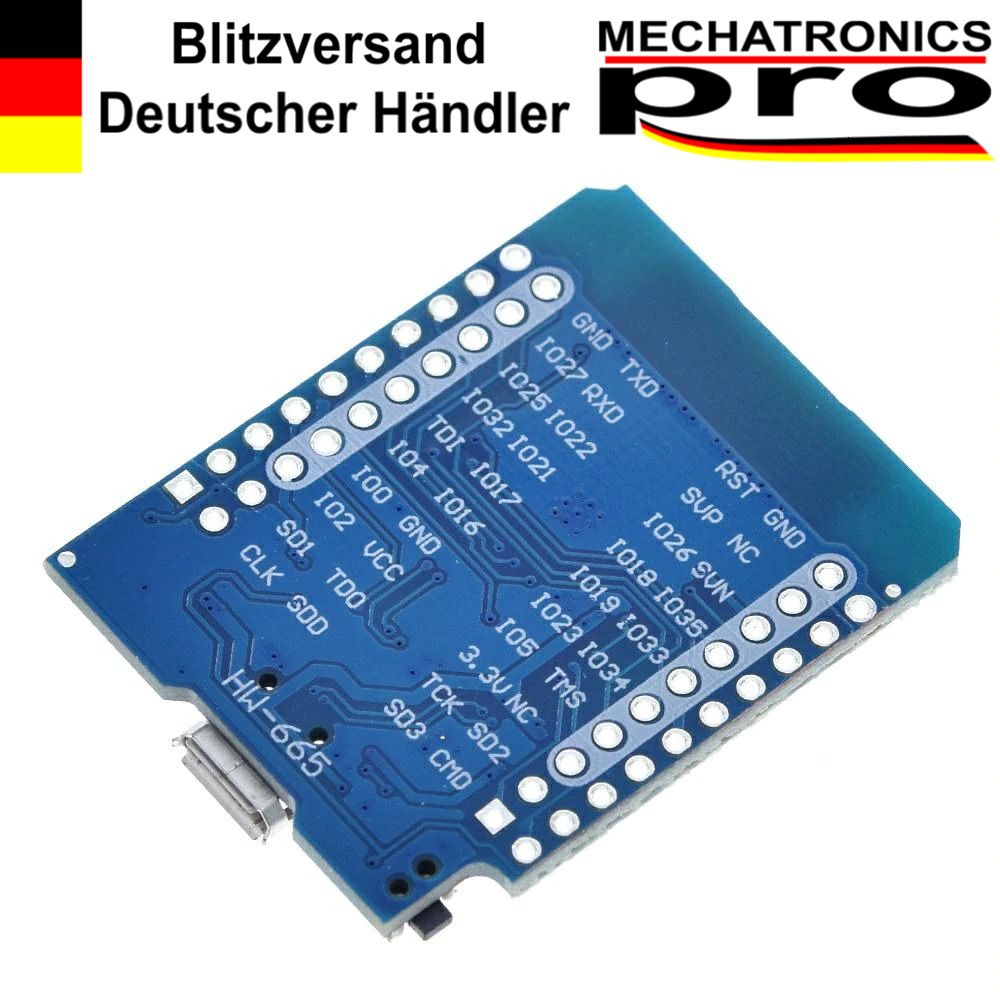 Blitzversand
Deutscher Händler
MECHATRONICS
pro
GND
TXD
IO27
RXD
IO25
IO22
IO32
IO21
TDI
IO17
IO4
IO16
IO0
GND
IO2
VCC
SD1
TDO
CLK
SDD
RST
GND
SVP
NC
IO26
SVN
IO18
IO35
IO19
IO33
IO23
IO34
IO5
TMS
3.3V
NC
TCK
SD2
SD3
CMD
HW-665